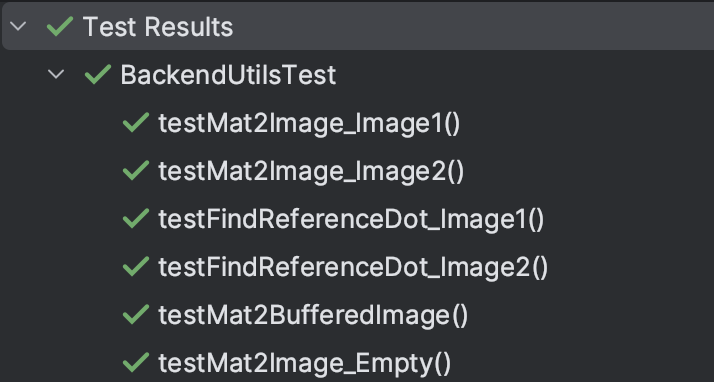 Test Results
BackendUtilsTest
testMat2Image_Image1()
testMat2Image_Image2()
testFindReferenceDot_Image1()
testFindReferenceDot_Image2()
testMat2BufferedImage()
testMat2Image_Empty()